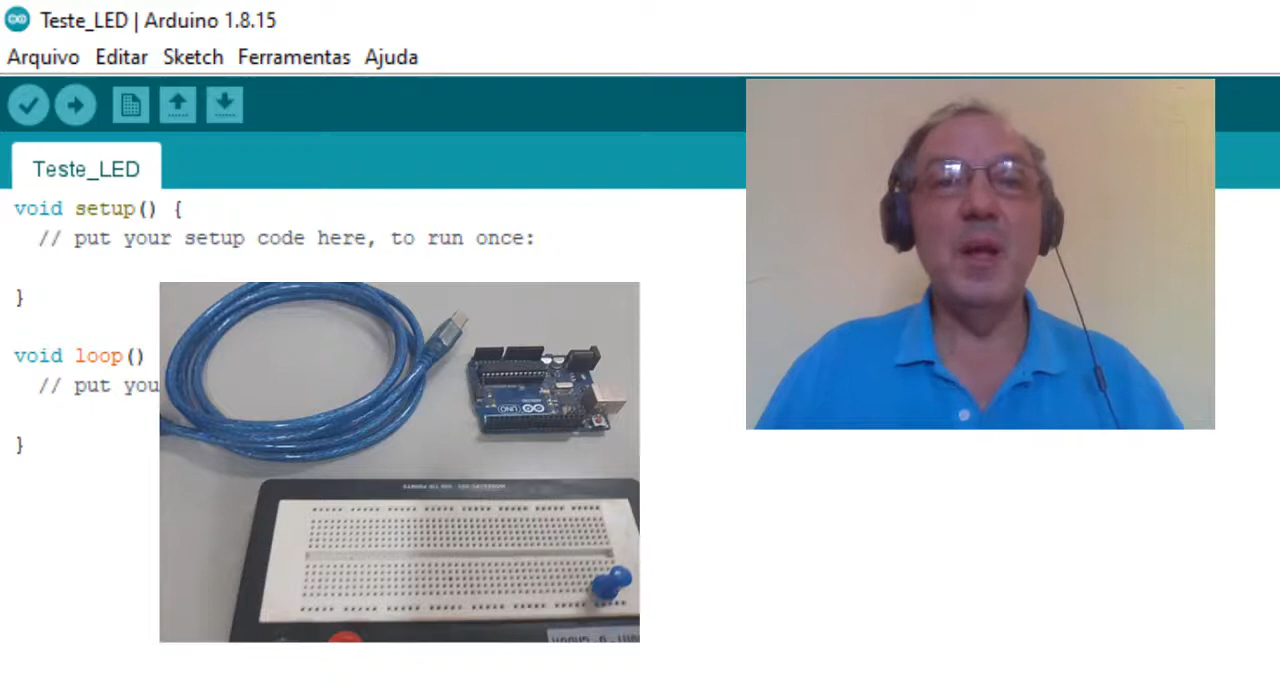 Teste_LED | Arduino 1.8.15
Arquivo Editar Sketch Ferramentas Ajuda
Teste_LED
void setup() {
// put your setup code here, to run once:
}
void loop()
// put you
}
UNO